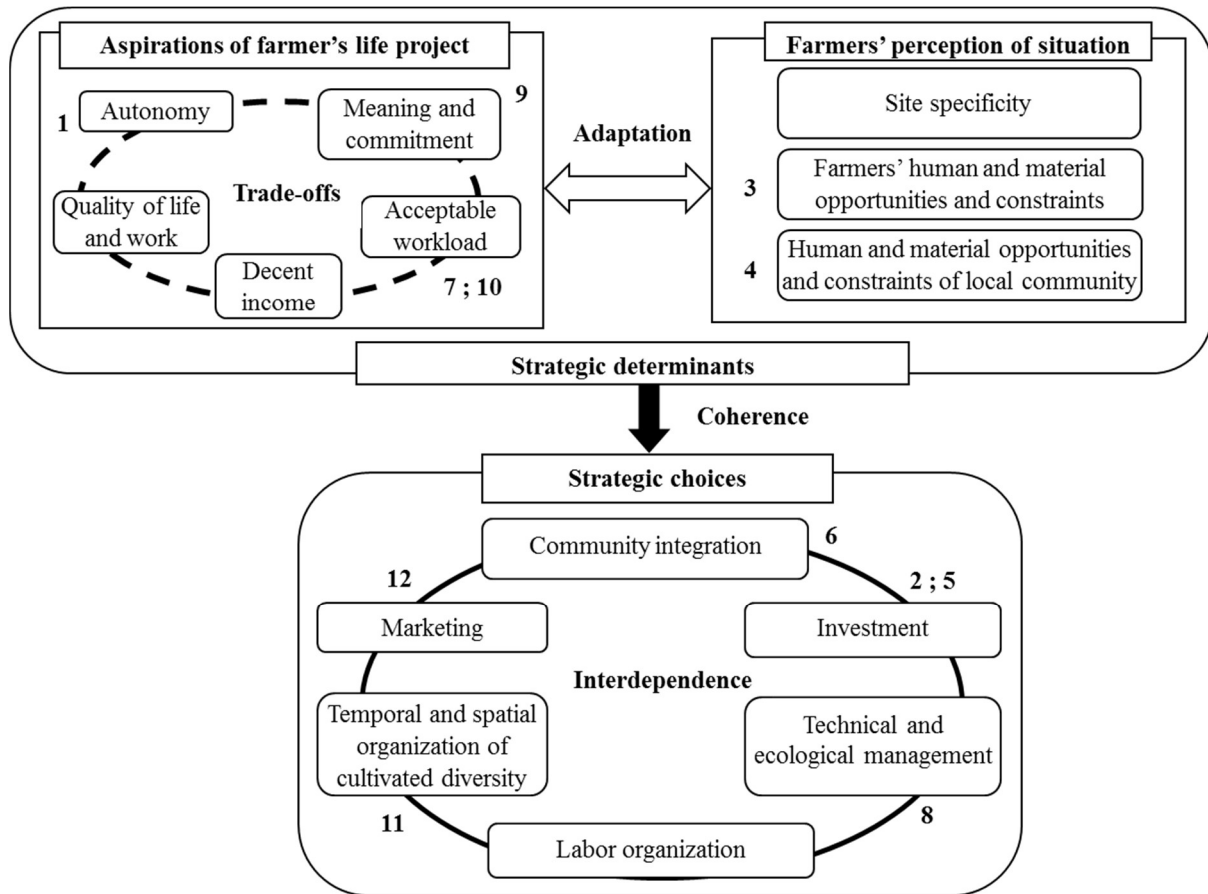 Aspirations of farmer’s life project
1
Autonomy
Meaning and
commitment
9
Trade-offs
Quality of life
and work
Acceptable
workload
Decent
income
7 ; 10
Adaptation
Farmers’ perception of situation
Site specificity
3
Farmers’ human and material
opportunities and constraints
4
Human and material opportunities
and constraints of local community
Strategic determinants
Coherence
Strategic choices
Community integration
6
12
2 ; 5
Marketing
Investment
Interdependence
Temporal and spatial
organization of
cultivated diversity
Technical and
ecological management
11
8
Labor organization